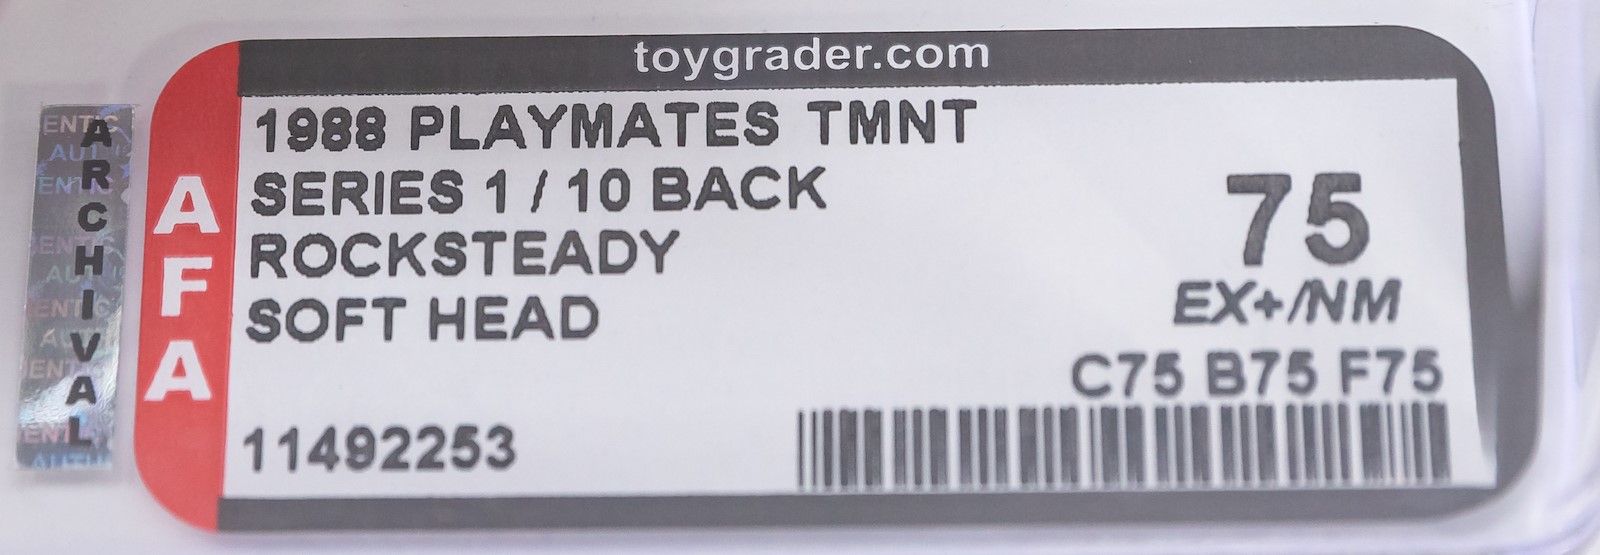 toygrader.com
ARCHIVAL
AFA
1988 PLAYMATES TMNT
SERIES 1 / 10 BACK
ROCKSTEADY
SOFT HEAD
75
EX+/NM
C75 B75 F75
11492253